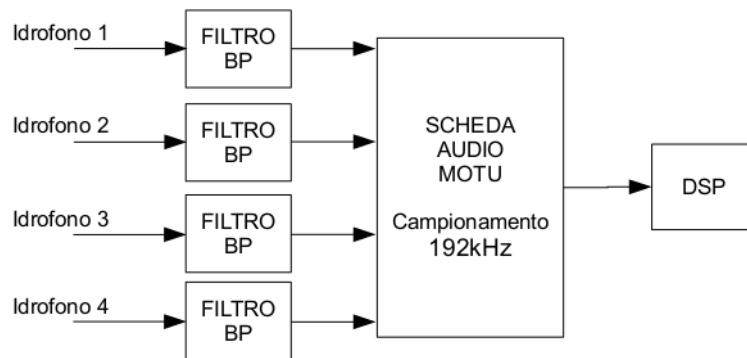 Idrofono 1
FILTRO
BP
Idrofono 2
FILTRO
BP
Idrofono 3
FILTRO
BP
Idrofono 4
FILTRO
BP
SCHEDA
AUDIO
MOTU
Campionamento
192kHz
DSP